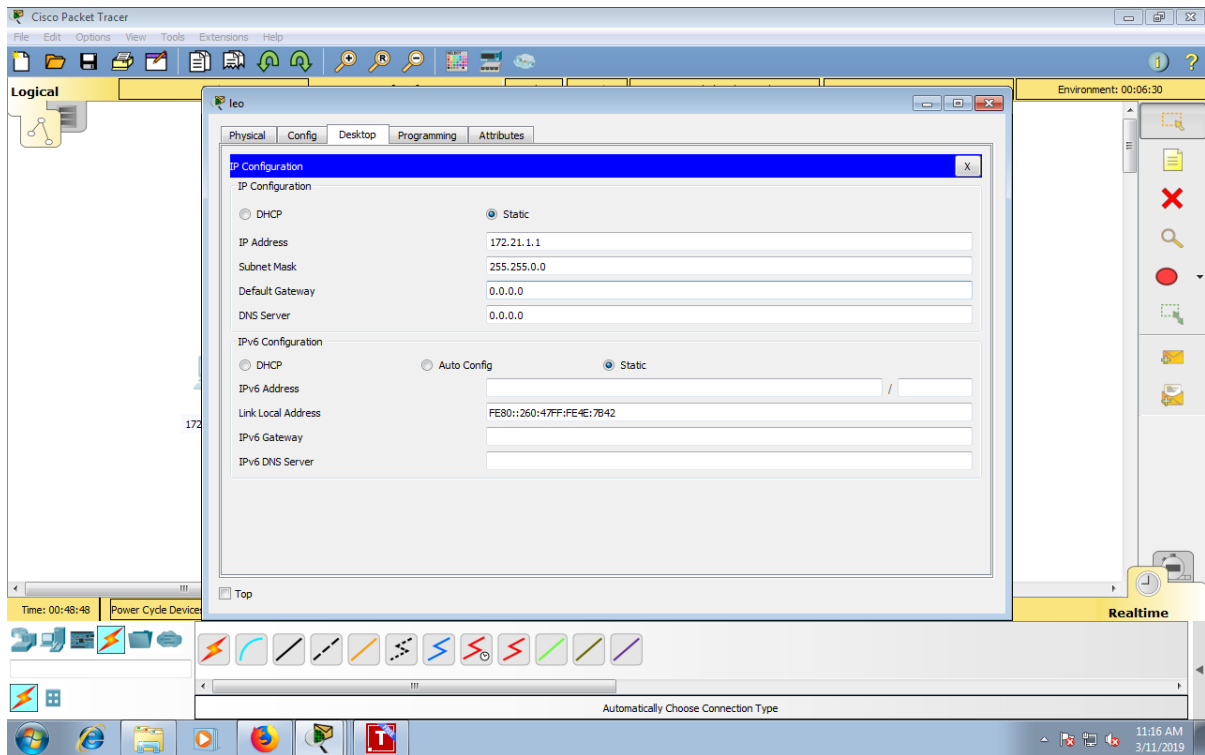 Cisco Packet Tracer
File Edit Options View Tools Extensions Help
Logical
Environment: 00:06:30
leo
Physical Config Desktop Programming Attributes
IP Configuration X
IP Configuration
DHCP Static
IP Address 172.21.1.1
Subnet Mask 255.255.0.0
Default Gateway 0.0.0.0
DNS Server 0.0.0.0
IPv6 Configuration
DHCP Auto Config Static
IPv6 Address /
Link Local Address FE80::260:47FF:FE4E:7B42
172
IPv6 Gateway
IPv6 DNS Server
Top
Time: 00:48:48 Power Cycle Devices
Realtime
Automatically Choose Connection Type
11:16 AM
3/11/2019